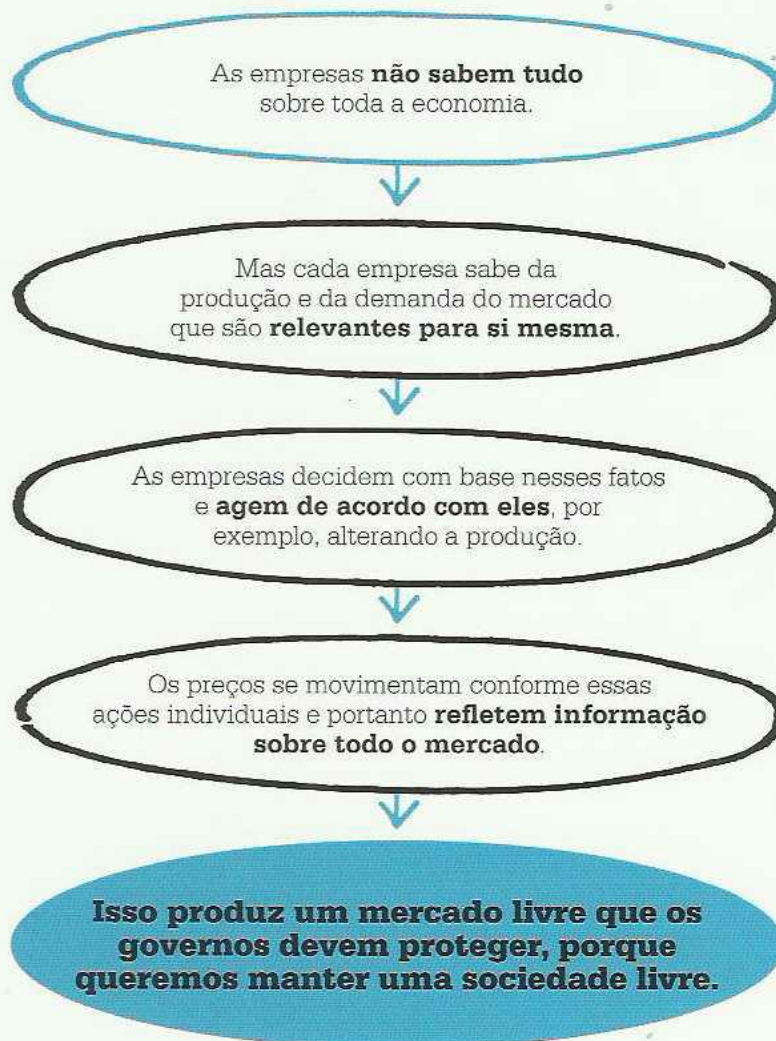 As empresas não sabem tudo
sobre toda a economia.
Mas cada empresa sabe da
produção e da demanda do mercado
que são relevantes para si mesma.
As empresas decidem com base nesses fatos
e agem de acordo com eles, por
exemplo, alterando a produção.
Os preços se movimentam conforme essas
ações individuais e portanto refletem informação
sobre todo o mercado.
Isso produz um mercado livre que os
governos devem proteger, porque
queremos manter uma sociedade livre.